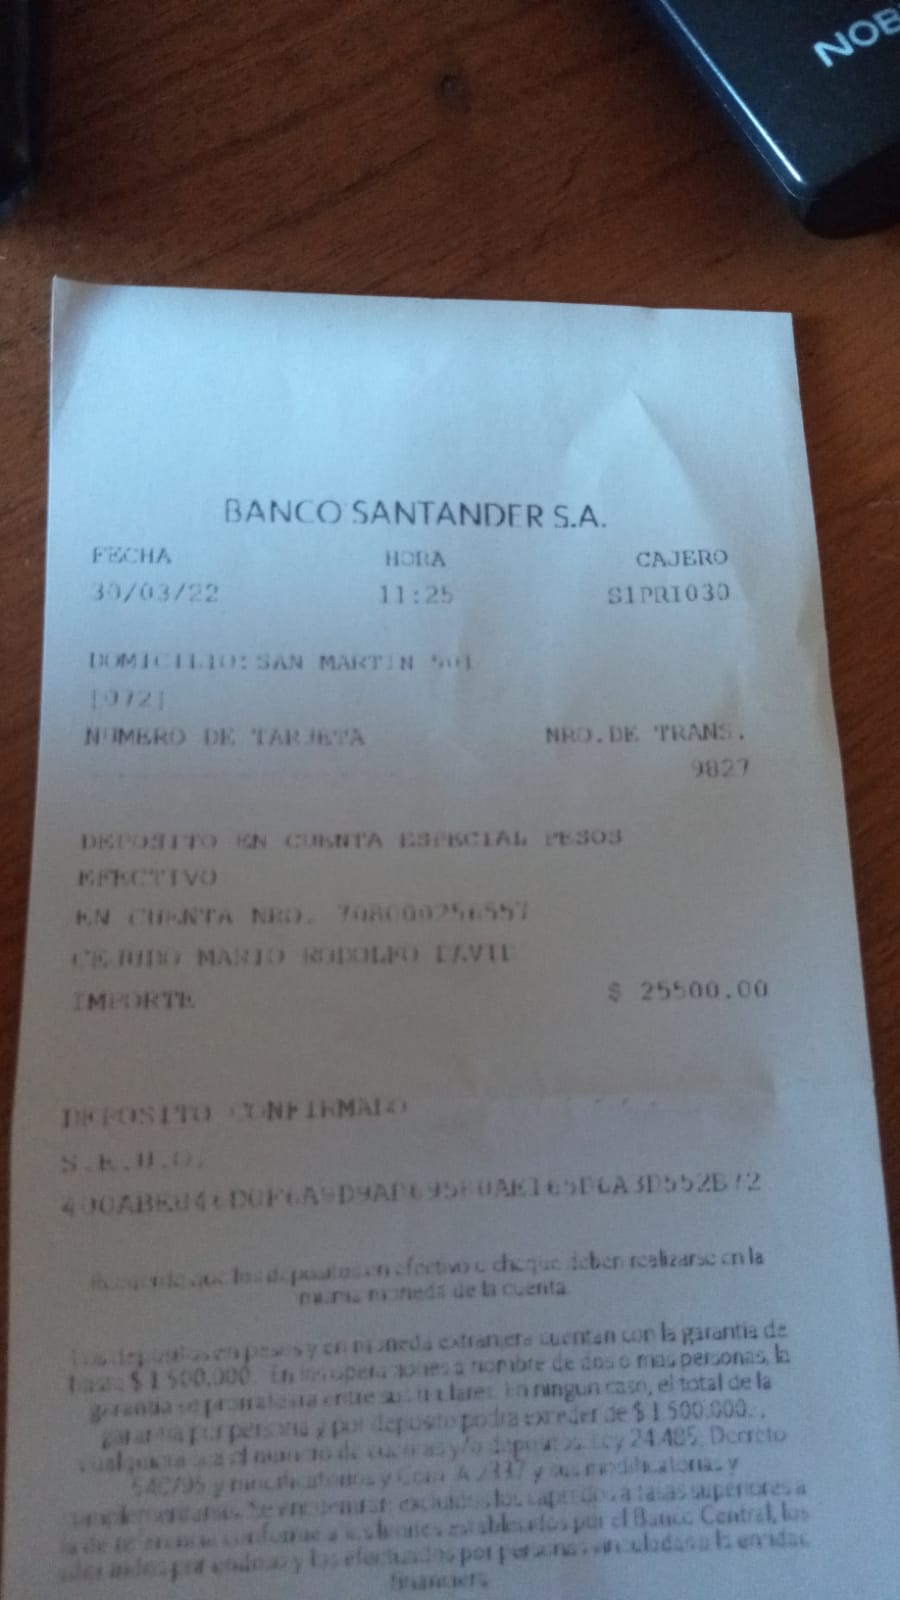 NOB
BANCO SANTANDER S.A.
FECHA HORA CAJERO
30/03/22 11:25 S1PRI030
DOMICILIO: SAN MARTIN 501
[072]
NUMERO DE TARJETA NRO.DE TRANS.
9827
DEPOSITO EN CUENTA ESPECIAL PESOS
EFECTIVO
EN CUENTA NRO.
MARIO RODOLFO
IMPORTE $ 25500.00
DEPOSITO CONFIRMADO
S.E.U.O.
Recuerde que los depositos en efectivo o cheque deben realizarse en la
misma moneda de la cuenta.
Los depositos en pesos y en moneda extranjera cuentan con la garantia de
hasta $ 1.500.000. En las operaciones a nombre de dos o mas personas, la
garantia se prorrateara entre sus titulares. En ningun caso, el total de la
garantia por persona y por deposito podra exceder de $ 1.500.000. ,
cualquiera sea el numero de cuentas y/o depositos. Ley 24.485, Decreto
540/95 y modificatorios y Com. A 2337 y sus modificatorias y
complementarias. Se encuentran excluidos los captados a tasas superiores a
la de referencia conforme a los limites establecidos por el Banco Central, los
adquiridos por endoso y los efectuados por personas vinculadas a la entidad
financiera.